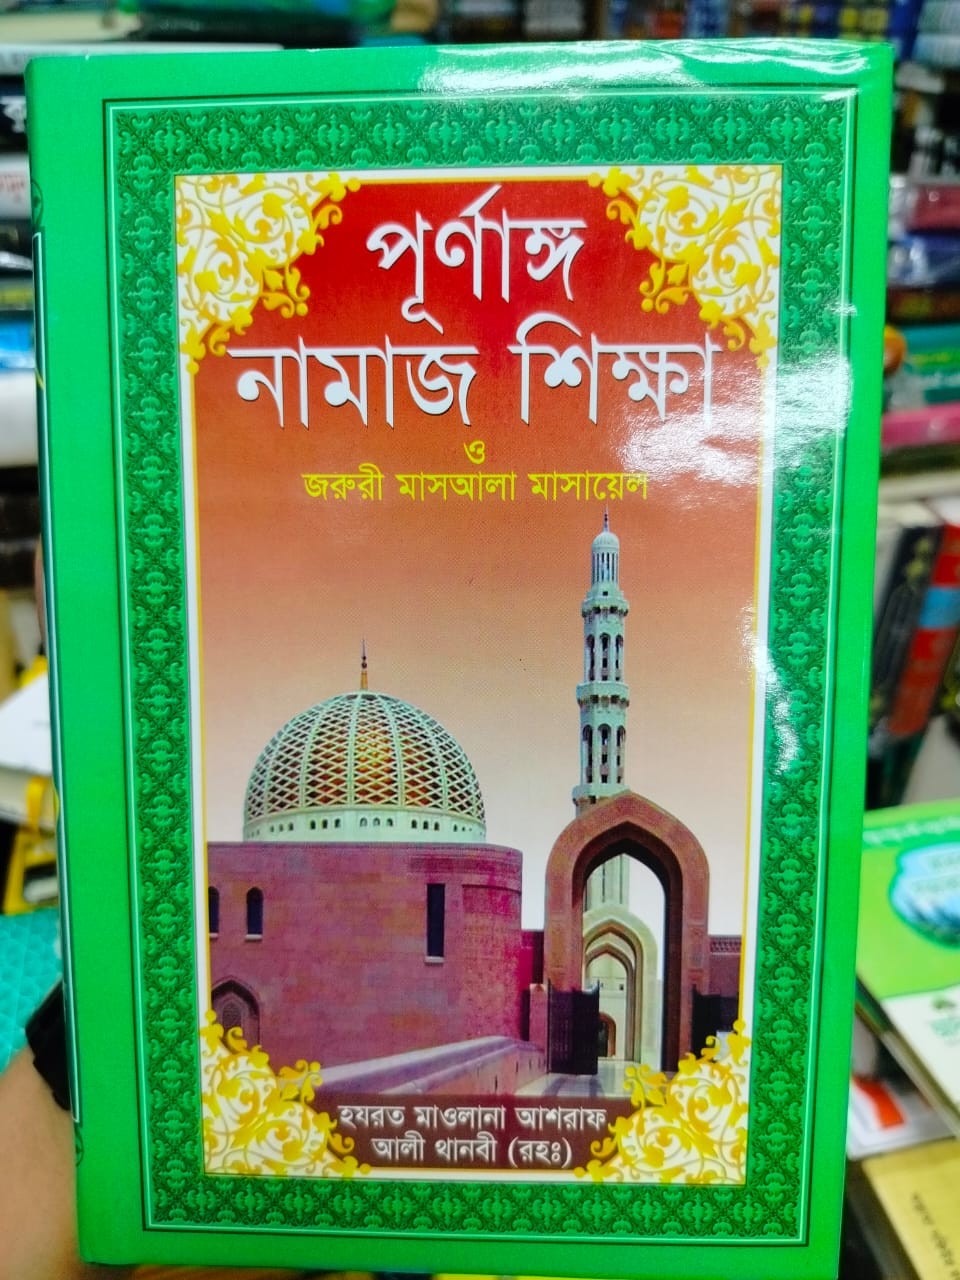 পূর্ণাঙ্গ
নামাজ শিক্ষা
ও
জরুরী মাসআলা মাসায়েল
হযরত মাওলানা আশরাফ
আলী থানবী (রহঃ)